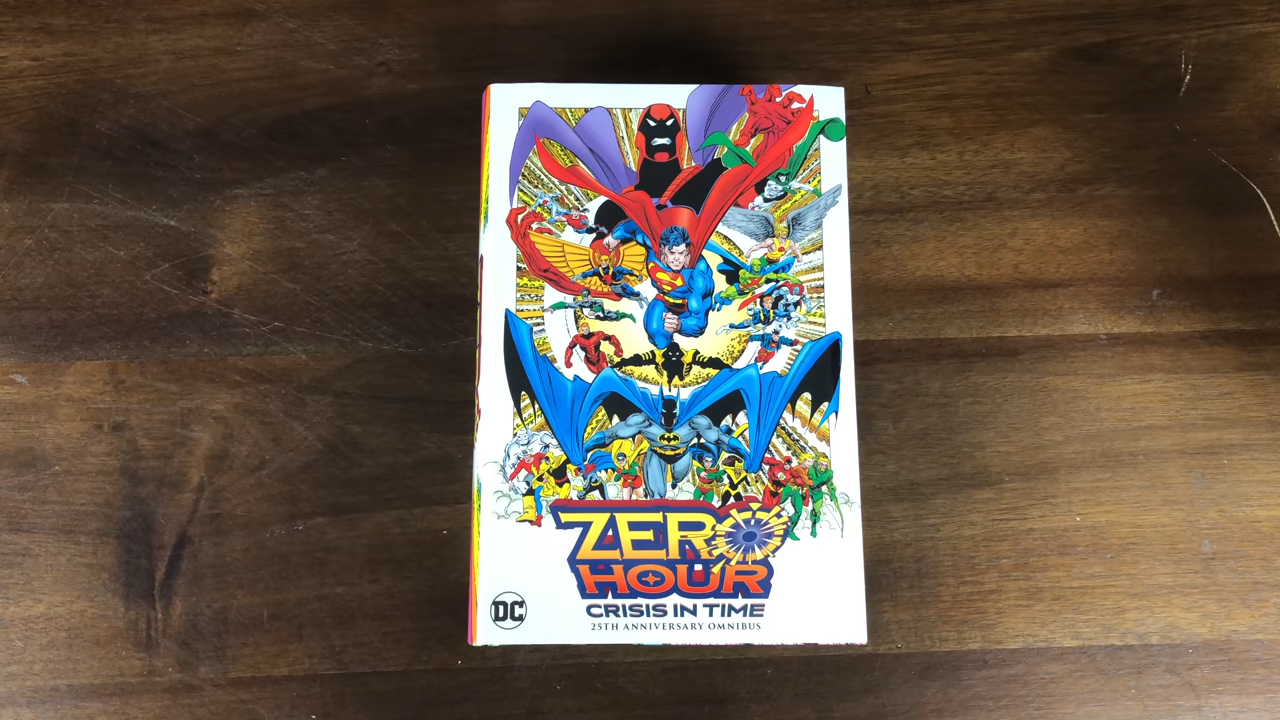 ZERO
HOUR
CRISIS IN TIME
25TH ANNIVERSARY OMNIBUS
DC